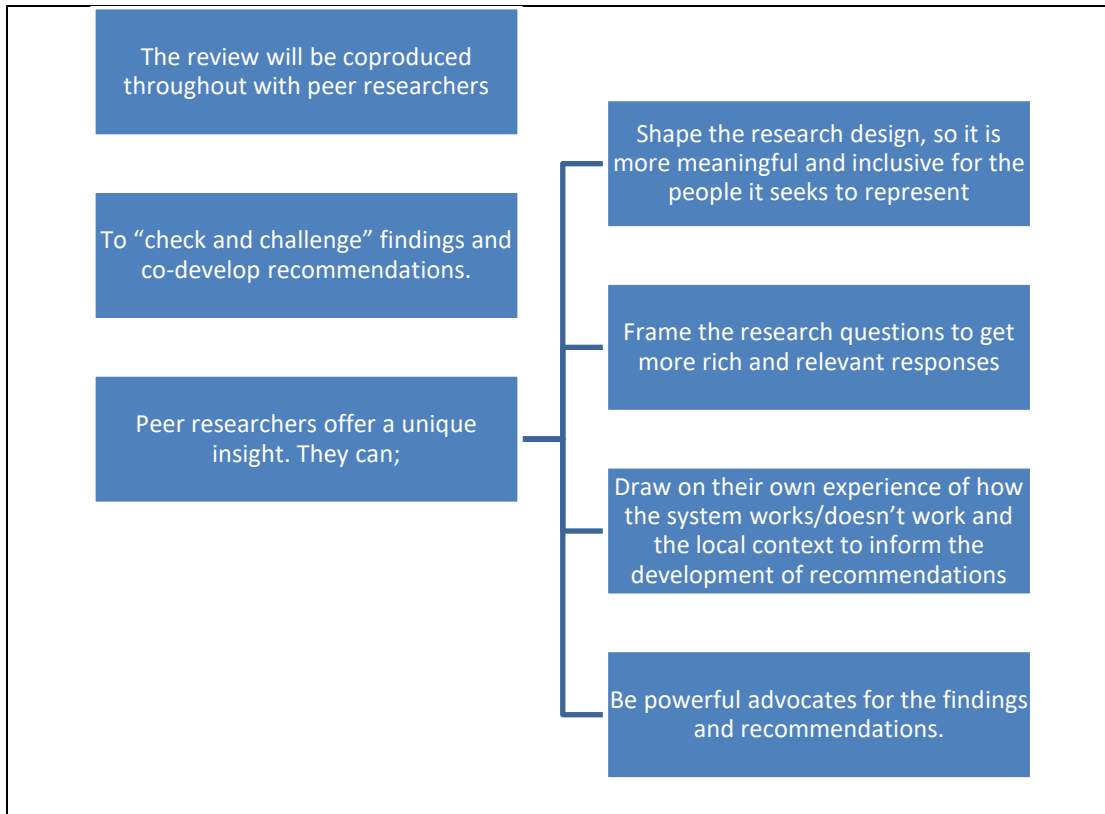 The review will be coproduced
throughout with peer researchers
To “check and challenge” findings and
co-develop recommendations.
Peer researchers offer a unique
insight. They can;
Shape the research design, so it is
more meaningful and inclusive for the
people it seeks to represent
Frame the research questions to get
more rich and relevant responses
Draw on their own experience of how
the system works/doesn’t work and
the local context to inform the
development of recommendations
Be powerful advocates for the findings
and recommendations.